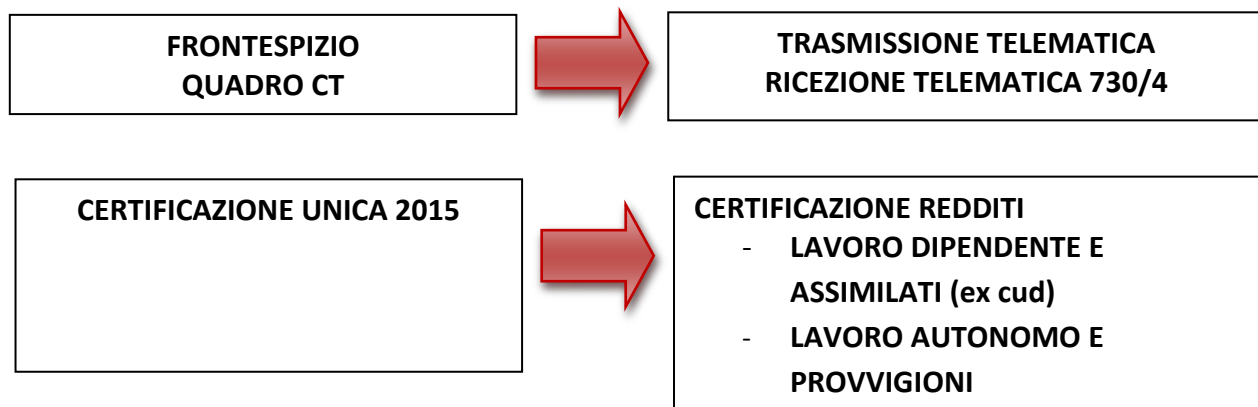 FRONTESPIZIO
QUADRO CT
TRASMISSIONE TELEMATICA
RICEZIONE TELEMATICA 730/4
CERTIFICAZIONE UNICA 2015
CERTIFICAZIONE REDDITI
- LAVORO DIPENDENTE E
ASSIMILATI (ex cud)
- LAVORO AUTONOMO E
PROVVIGIONI